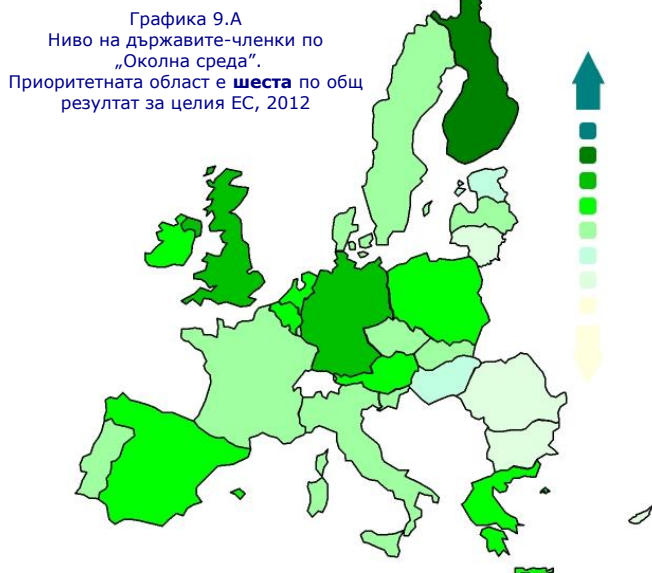 Графика 9.А
Ниво на държавите-членки по
„Околна среда”.
Приоритетната област е шеста по общ
резултат за целия ЕС, 2012